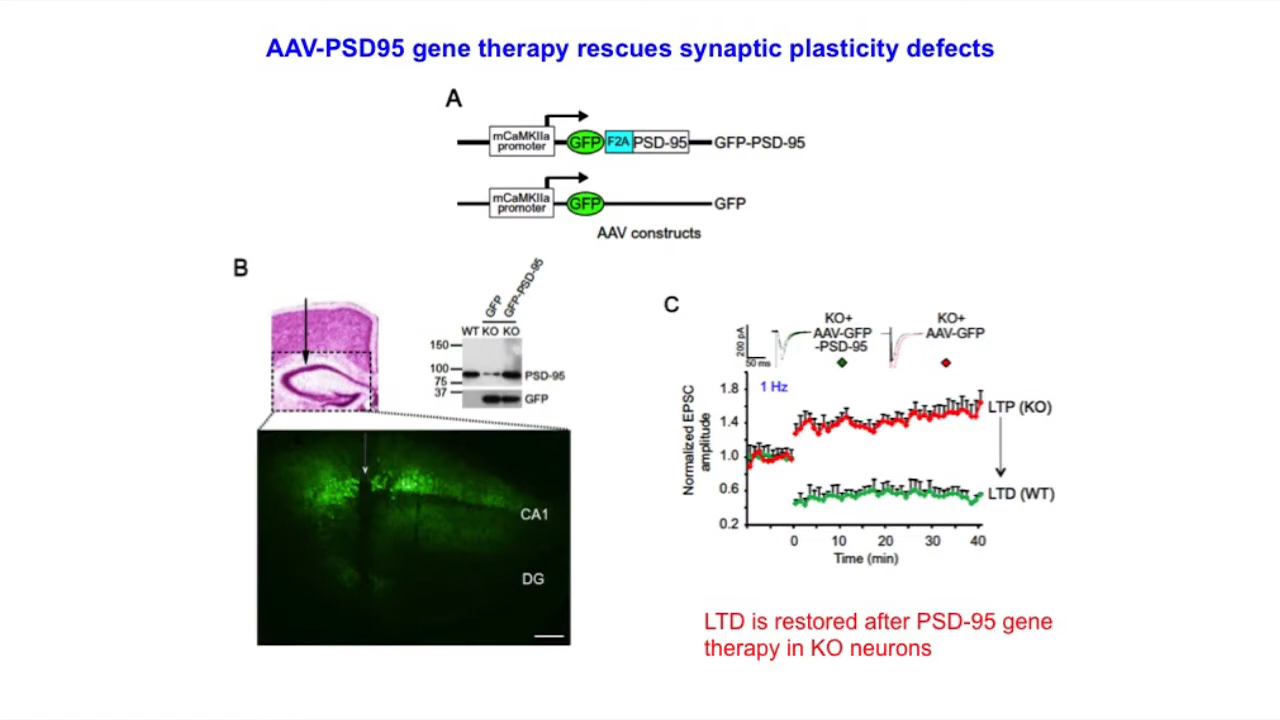 AAV-PSD95 gene therapy rescues synaptic plasticity defects
A
mCaMKIIa
promoter
GFP
F2A
PSD-95
GFP-PSD-95
mCaMKIIa
promoter
GFP
GFP
AAV constructs
B
GFP
GFP-PSD-95
WT KO KO
150
100
75
37
PSD-95
GFP
CA1
DG
C
KO+
AAV-GFP
-PSD-95
KO+
AAV-GFP
200 pA
50 ms
1 Hz
Normalized EPSC
amplitude
1.8
1.4
1.0
0.6
0.2
LTP (KO)
LTD (WT)
0 10 20 30 40
Time (min)
LTD is restored after PSD-95 gene
therapy in KO neurons